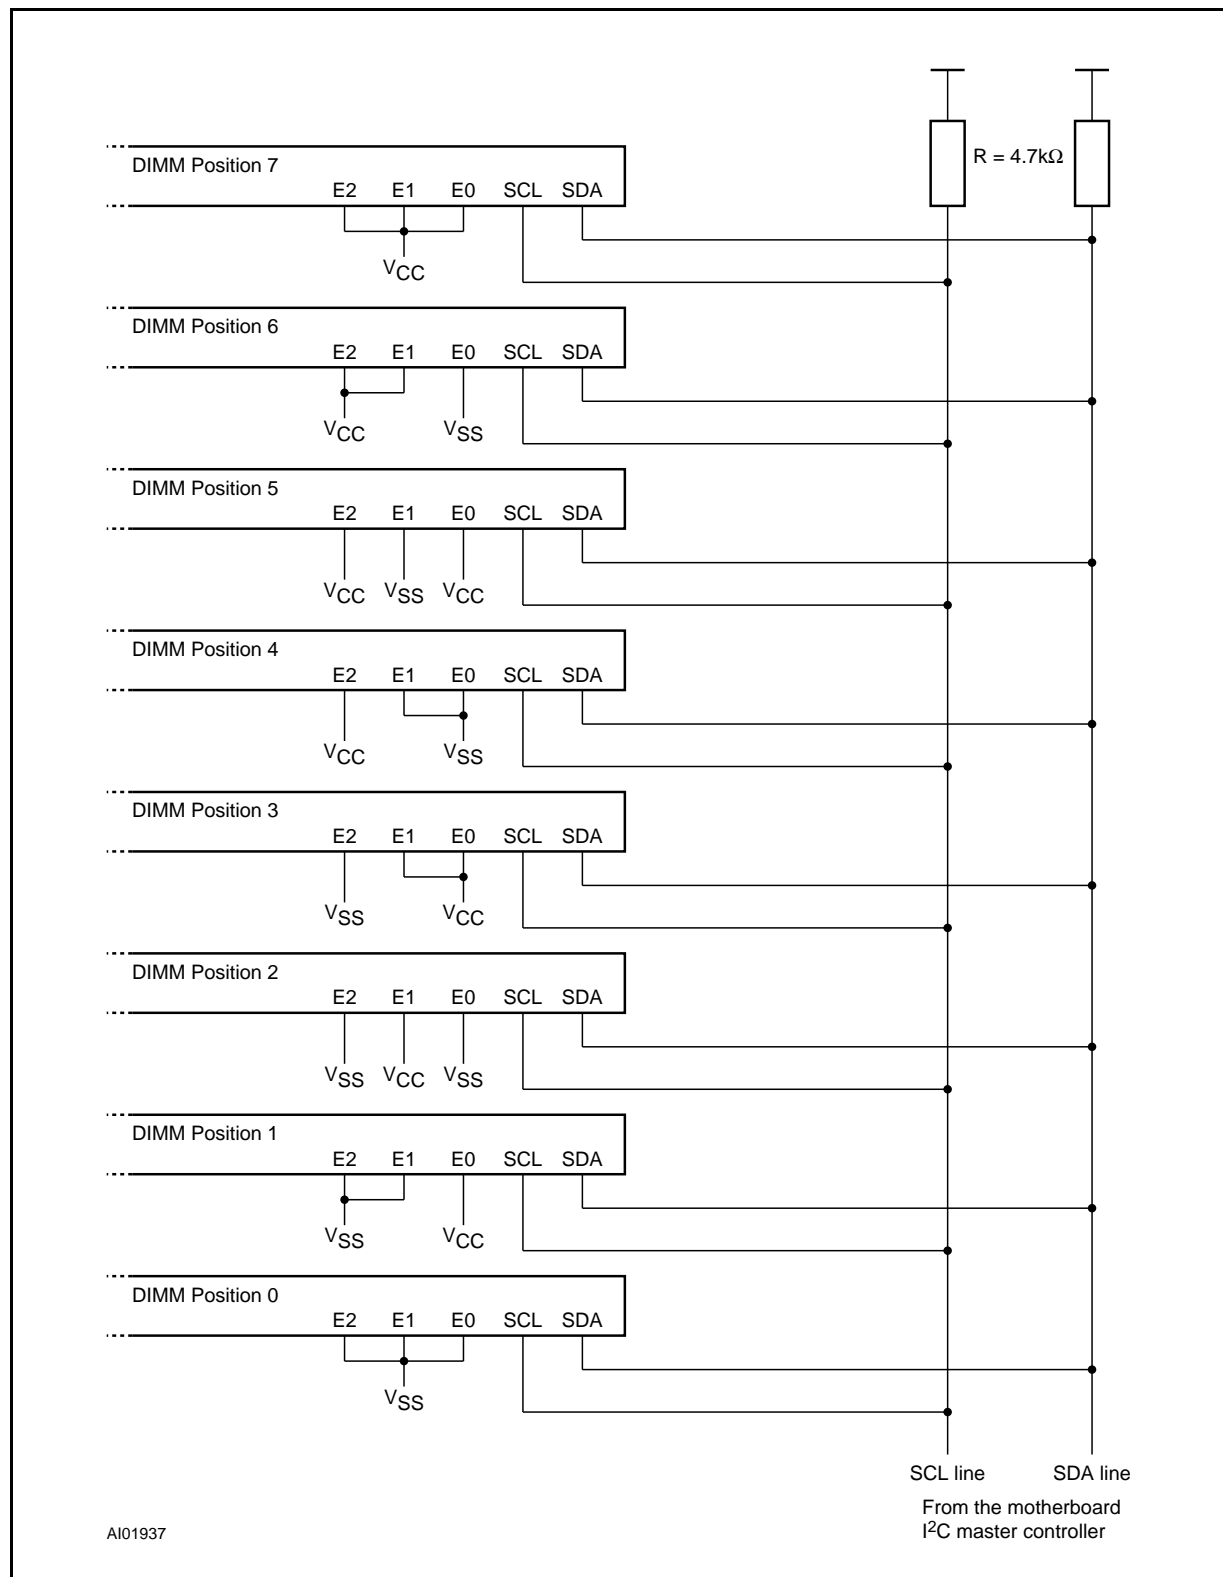 R = 4.7kΩ
DIMM Position 7
E2 E1 E0 SCL SDA
VCC
DIMM Position 6
E2 E1 E0 SCL SDA
VCC VSS
DIMM Position 5
E2 E1 E0 SCL SDA
VCC VSS VCC
DIMM Position 4
E2 E1 E0 SCL SDA
VCC VSS
DIMM Position 3
E2 E1 E0 SCL SDA
VSS VCC
DIMM Position 2
E2 E1 E0 SCL SDA
VSS VCC VSS
DIMM Position 1
E2 E1 E0 SCL SDA
VSS VCC
DIMM Position 0
E2 E1 E0 SCL SDA
VSS
SCL line SDA line
From the motherboard
I²C master controller
AI01937